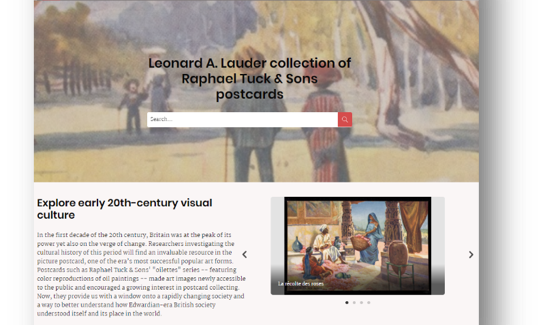 Leonard A. Lauder collection of
Raphael Tuck & Sons
postcards
Search...
Explore early 20th-century visual
culture
In the first decade of the 20th century, Britain was at the peak of its
power yet also on the verge of change. Researchers investigating the
cultural history of this period will find an invaluable resource in the
picture postcard, one of the era's most successful popular art forms.
Postcards such as Raphael Tuck & Sons' "oilettes" series -- featuring
color reproductions of oil paintings -- made art images newly accessible
to the public and encouraged a growing interest in postcard collecting.
Now, they provide us with a window onto a rapidly changing society and
a way to better understand how Edwardian-era British society
understood itself and its place in the world.
La récolte des roses